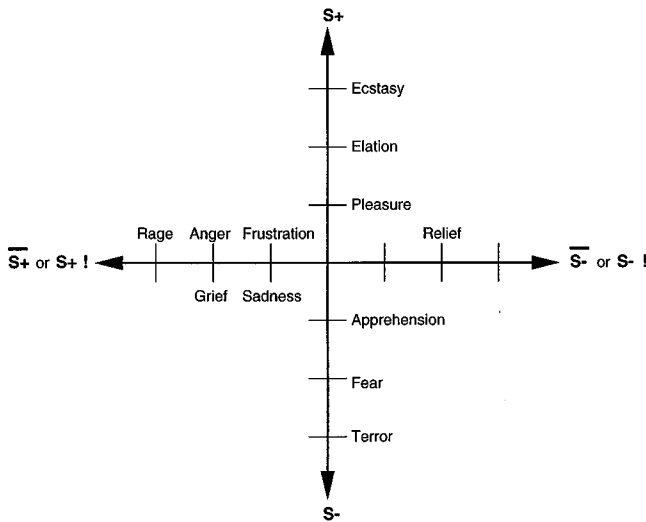 S+
Ecstasy
Elation
Pleasure
Rage Anger Frustration Relief
S̅+̅ or S+ ! S̅-̅ or S- !
Grief Sadness
Apprehension
Fear
Terror
S-